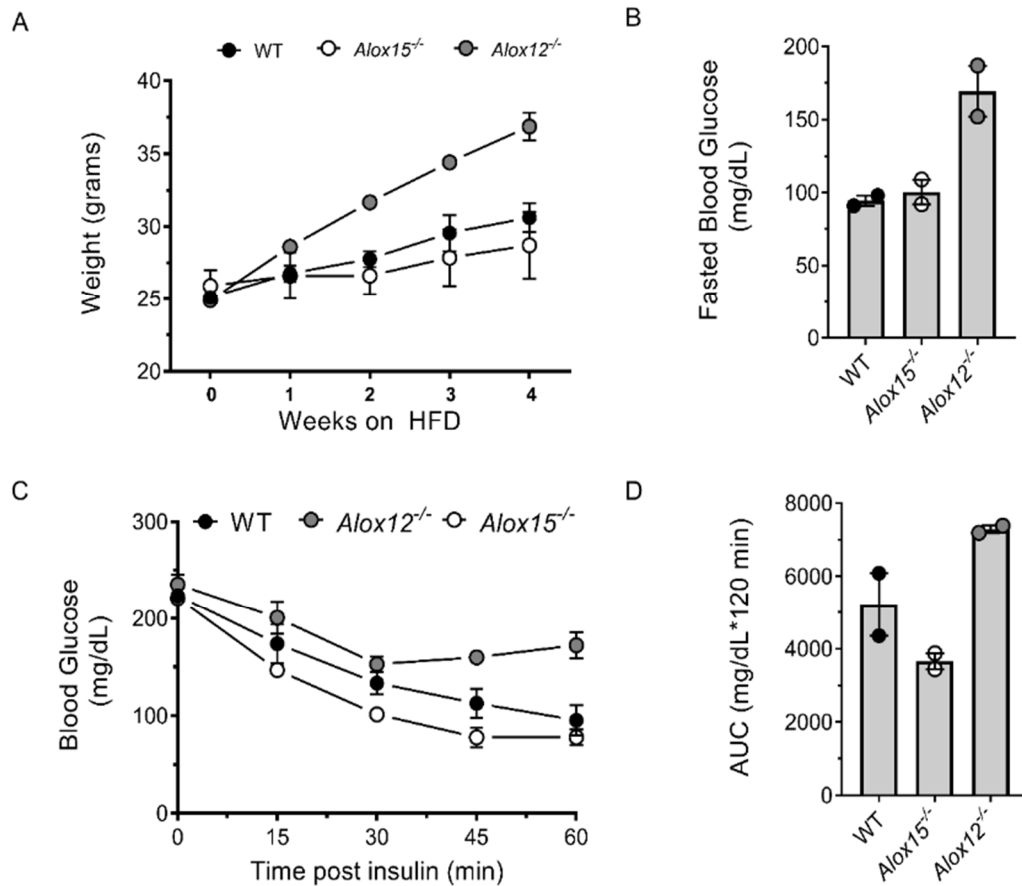 A
WT Alox15-/- Alox12-/-
Weight (grams)
40
35
30
25
20
0 1 2 3 4
Weeks on HFD
B
Fasted Blood Glucose
(mg/dL)
200
150
100
50
0
WT
Alox15-/-
Alox12-/-
C
WT Alox12-/- Alox15-/-
Blood Glucose
(mg/dL)
300
200
100
0
0 15 30 45 60
Time post insulin (min)
D
AUC (mg/dL*120 min)
8000
6000
4000
2000
0
WT
Alox15-/-
Alox12-/-